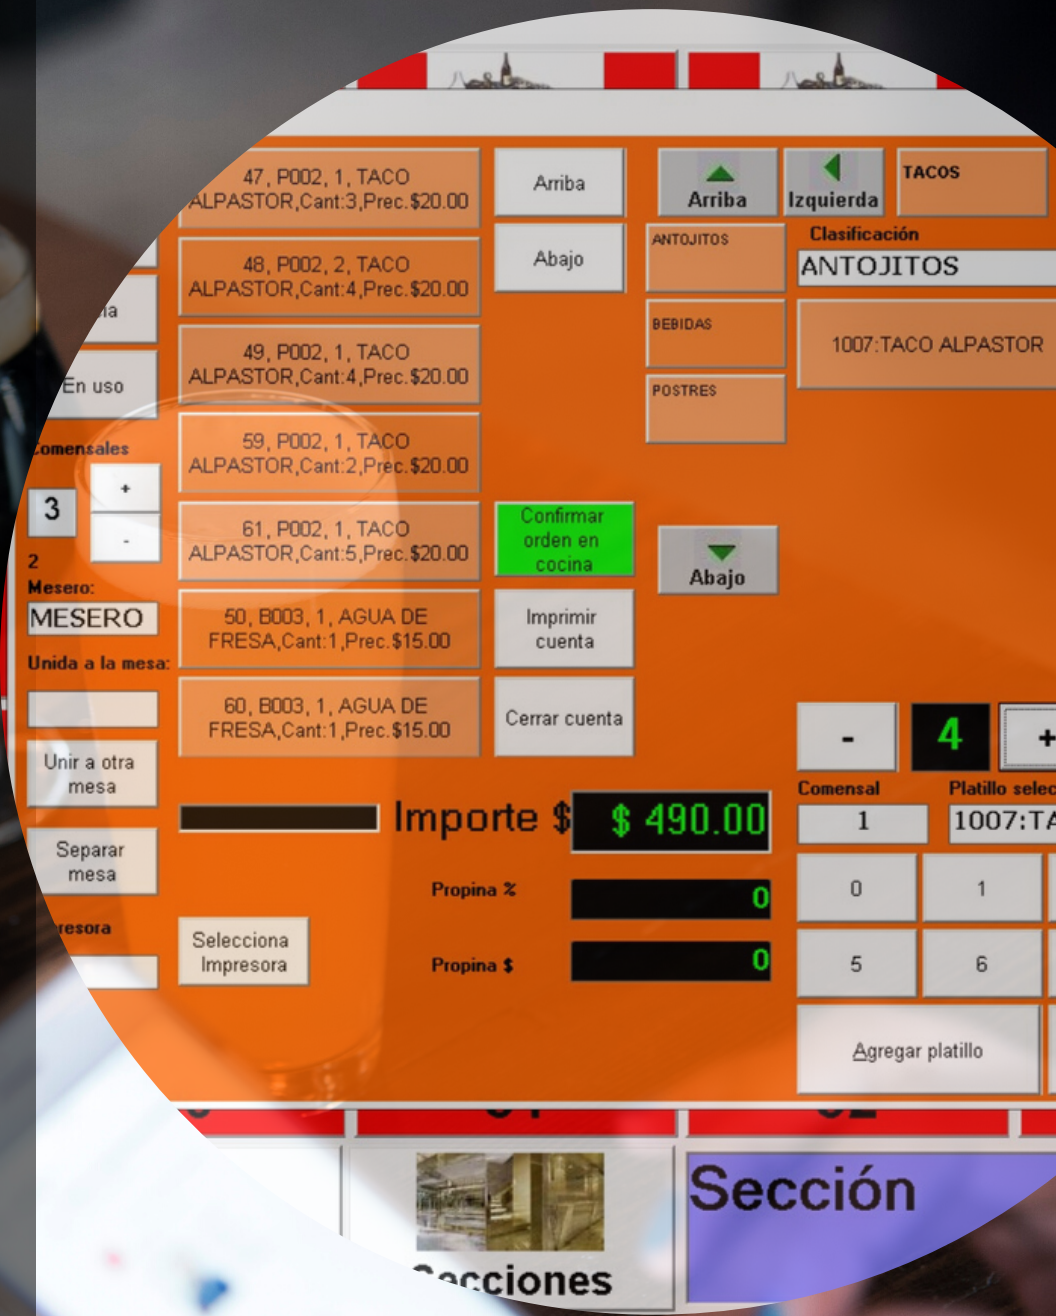 47, P002, 1, TACO
ALPASTOR,Cant:3,Prec.$20.00
48, P002, 2, TACO
ALPASTOR,Cant:4,Prec.$20.00
49, P002, 1, TACO
ALPASTOR,Cant:4,Prec.$20.00
59, P002, 1, TACO
ALPASTOR,Cant:2,Prec.$20.00
61, P002, 1, TACO
ALPASTOR,Cant:5,Prec.$20.00
50, B003, 1, AGUA DE
FRESA,Cant:1,Prec.$15.00
60, B003, 1, AGUA DE
FRESA,Cant:1,Prec.$15.00
Arriba
Abajo
Confirmar
orden en
cocina
Imprimir
cuenta
Cerrar cuenta
Arriba
Izquierda
TACOS
ANTOJITOS
BEBIDAS
POSTRES
Clasificación
ANTOJITOS
1007:TACO ALPASTOR
Abajo
En uso
Comensales
3
+
-
2
Mesero:
MESERO
Unida a la mesa:
Unir a otra
mesa
Separar
mesa
Selecciona
Impresora
Importe $
$ 490.00
Propina %
0
Propina $
0
-
4
+
Comensal
Platillo selec
1
1007:TA
0
1
5
6
Agregar platillo
Sección